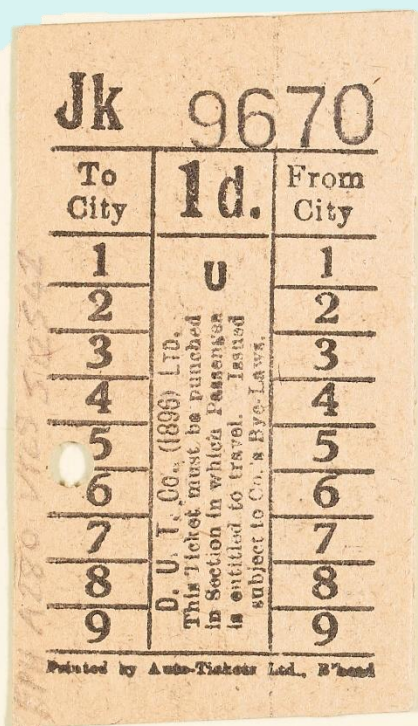 Jk 9670
To City
1d.
From City
1 U 1
2 2
3 3
4 4
5 5
6 6
7 7
8 8
9 9
D. U. T. Co., (1896) LTD.
This Ticket must be punched
in Section in which Passenger
is entitled to travel. Issued
subject to Co.'s Bye-Laws.
Printed by Auto-Tickets Ltd., B'head